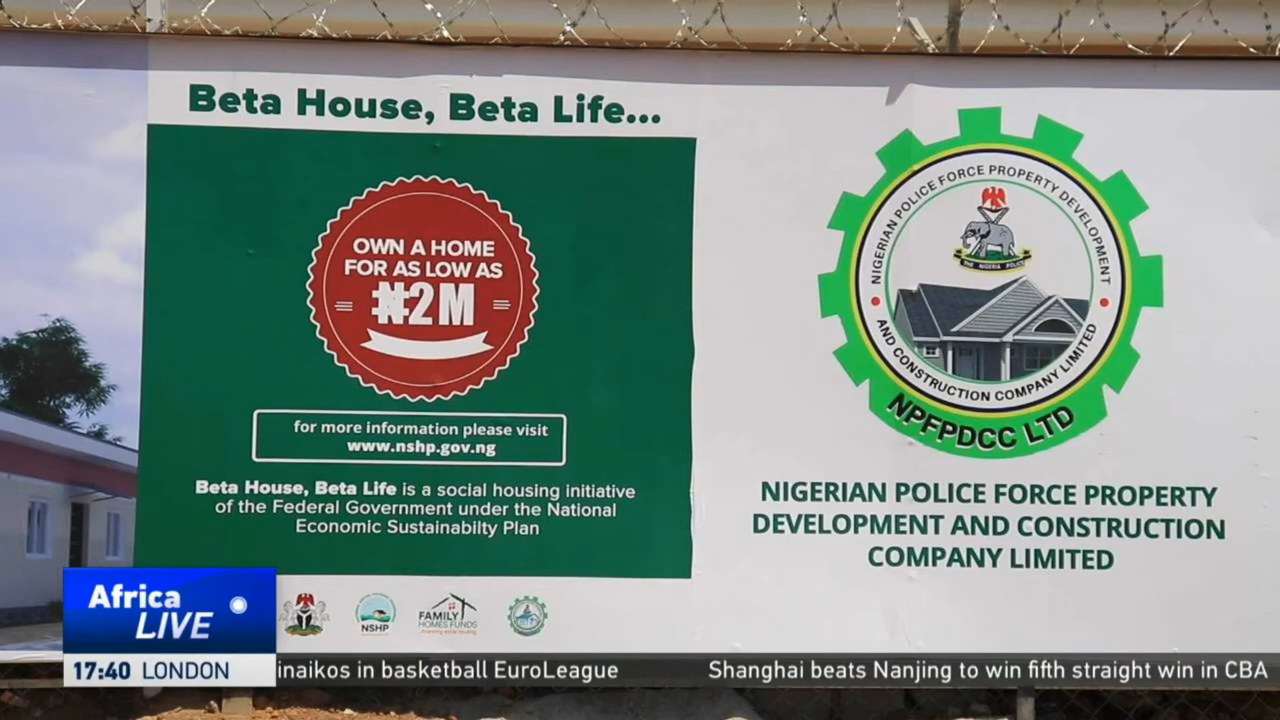 Beta House, Beta Life...
OWN A HOME
FOR AS LOW AS
₦2M
for more information please visit
www.nshp.gov.ng
Beta House, Beta Life is a social housing initiative
of the Federal Government under the National
Economic Sustainabilty Plan
NSHP
FAMILY
HOMES FUNDS
NIGERIAN POLICE FORCE PROPERTY DEVELOPMENT
AND CONSTRUCTION COMPANY LIMITED
THE NIGERIA POLICE
NPFPDCC LTD
NIGERIAN POLICE FORCE PROPERTY
DEVELOPMENT AND CONSTRUCTION
COMPANY LIMITED
Africa
LIVE
17:40 LONDON
inaikos in basketball EuroLeague
Shanghai beats Nanjing to win fifth straight win in CBA